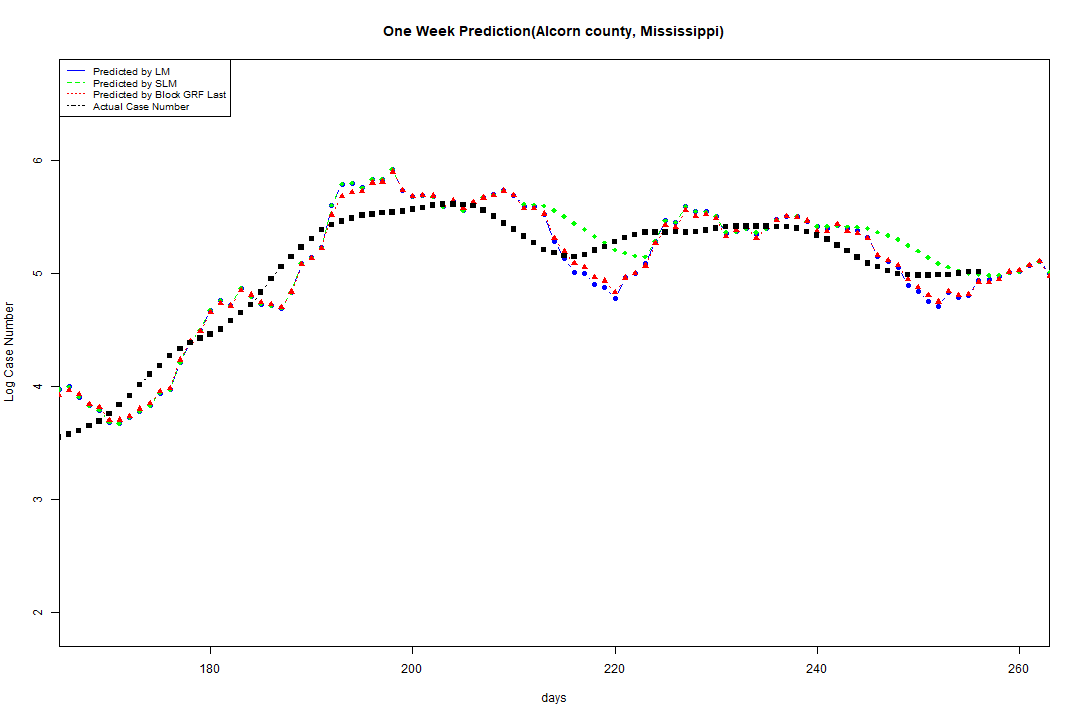 One Week Prediction(Alcorn county, Mississippi)
Predicted by LM
Predicted by SLM
Predicted by Block GRF Last
Actual Case Number
6
5
4
3
2
Log Case Number
180 200 220 240 260
days